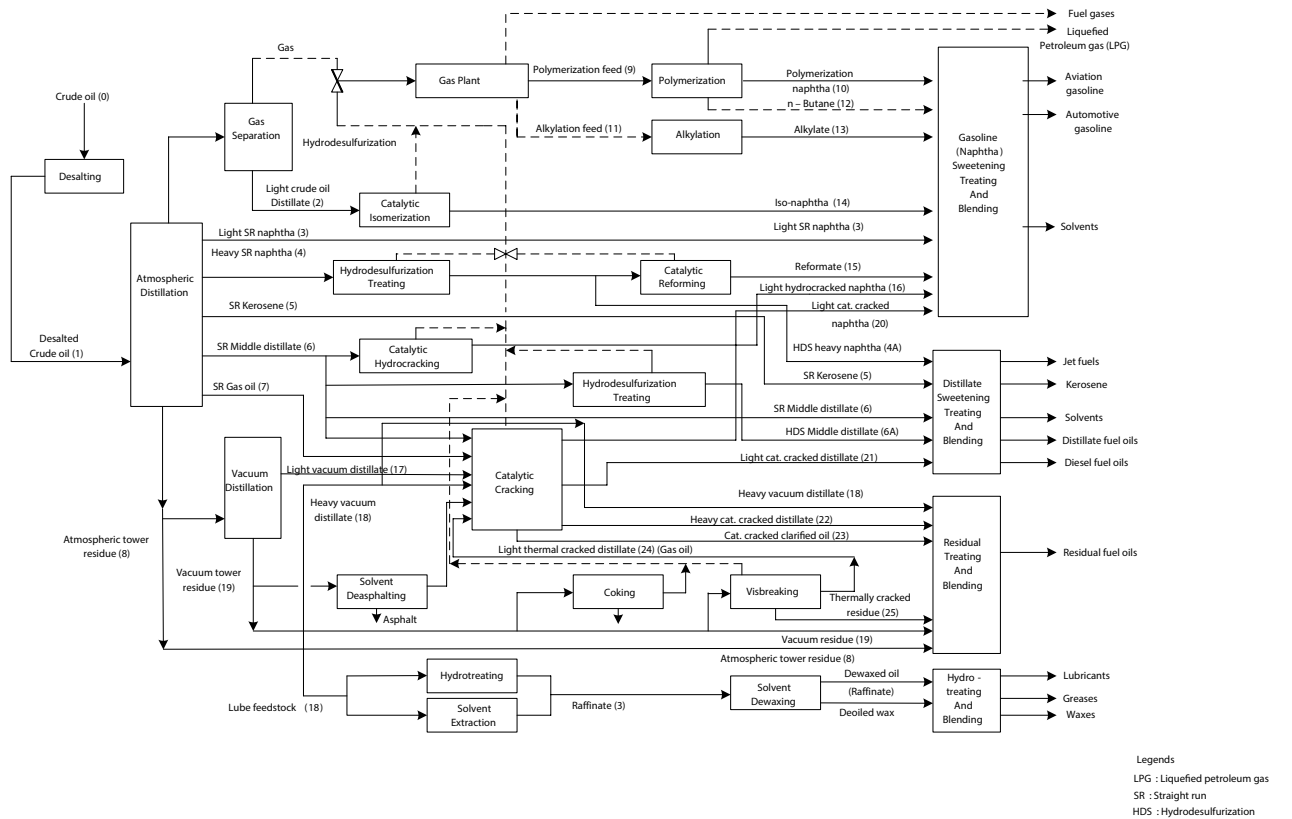 Fuel gases
Liquefied
Petroleum gas (LPG)
Gas
Crude oil (0)
Gas Plant
Polymerization feed (9)
Polymerization
Polymerization
naphtha (10)
n – Butane (12)
Aviation
gasoline
Gas
Separation
Hydrodesulfurization
Alkylation feed (11)
Alkylation
Alkylate (13)
Automotive
gasoline
Gasoline
(Naphtha)
Sweetening
Treating
And
Blending
Desalting
Light crude oil
Distillate (2)
Catalytic
Isomerization
Iso-naphtha (14)
Light SR naphtha (3)
Light SR naphtha (3)
Solvents
Heavy SR naphtha (4)
Atmospheric
Distillation
Hydrodesulfurization
Treating
Catalytic
Reforming
Reformate (15)
Light hydrocracked naphtha (16)
SR Kerosene (5)
Light cat. cracked
naphtha (20)
Desalted
Crude oil (1)
SR Middle distillate (6)
Catalytic
Hydrocracking
HDS heavy naphtha (4A)
Jet fuels
SR Gas oil (7)
Hydrodesulfurization
Treating
SR Kerosene (5)
Kerosene
Distillate
Sweetening
Treating
And
Blending
SR Middle distillate (6)
Solvents
HDS Middle distillate (6A)
Distillate fuel oils
Light cat. cracked distillate (21)
Diesel fuel oils
Vacuum
Distillation
Light vacuum distillate (17)
Catalytic
Cracking
Heavy vacuum
distillate (18)
Heavy vacuum distillate (18)
Heavy cat. cracked distillate (22)
Cat. cracked clarified oil (23)
Atmospheric tower
residue (8)
Light thermal cracked distillate (24) (Gas oil)
Residual
Treating
And
Blending
Residual fuel oils
Vacuum tower
residue (19)
Solvent
Deasphalting
Asphalt
Coking
Visbreaking
Thermally cracked
residue (25)
Vacuum residue (19)
Atmospheric tower residue (8)
Hydrotreating
Solvent
Extraction
Lube feedstock (18)
Raffinate (3)
Solvent
Dewaxing
Dewaxed oil
(Raffinate)
Deoiled wax
Hydro -
treating
And
Blending
Lubricants
Greases
Waxes
Legends
LPG : Liquefied petroleum gas
SR : Straight run
HDS : Hydrodesulfurization